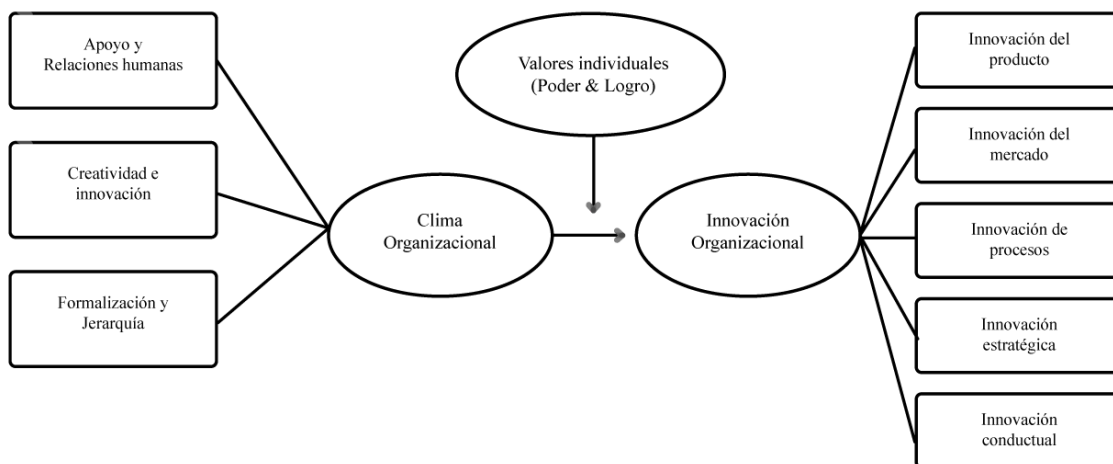 Apoyo y
Relaciones humanas
Creatividad e
innovación
Formalización y
Jerarquía
Clima
Organizacional
Valores individuales
(Poder & Logro)
Innovación
Organizacional
Innovación del
producto
Innovación del
mercado
Innovación de
procesos
Innovación
estratégica
Innovación
conductual